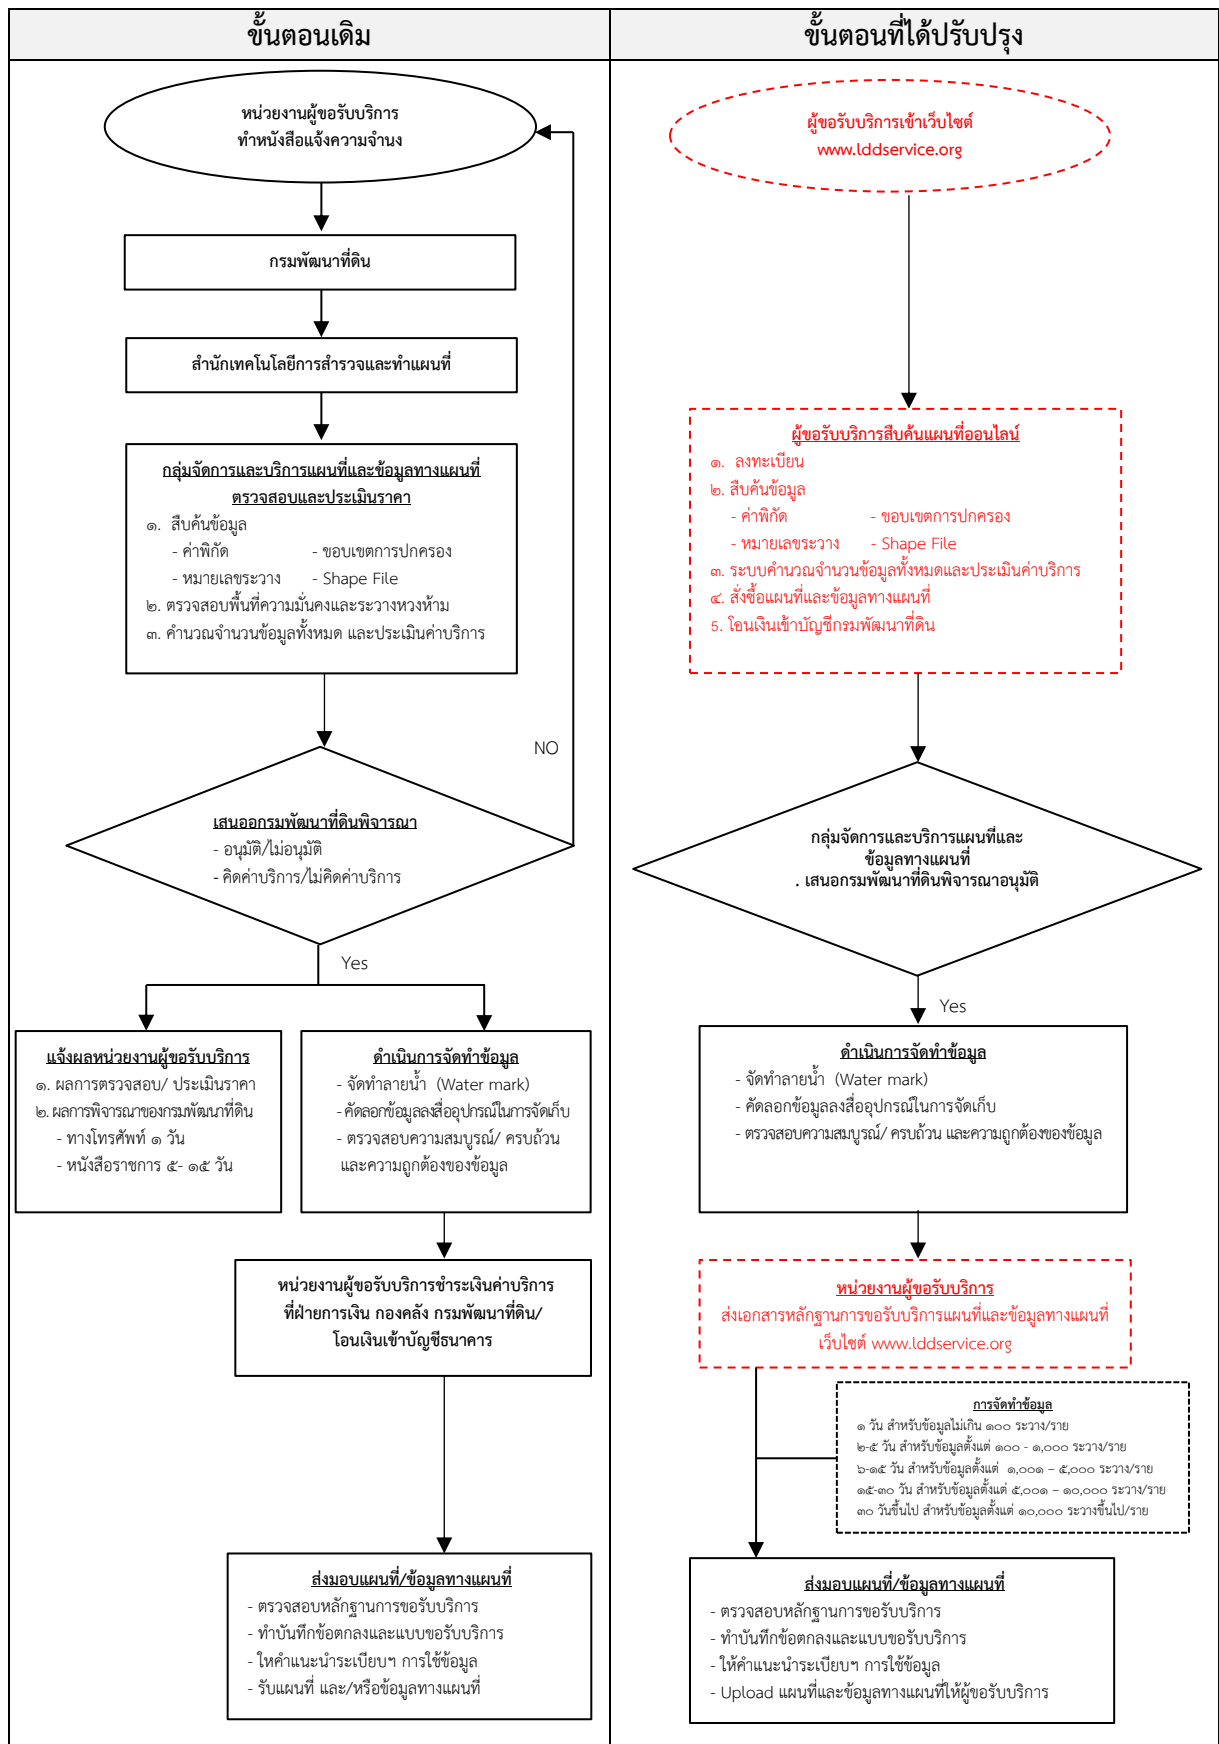 ขั้นตอนเดิม
หน่วยงานผู้ขอรับบริการ
ทำหนังสือแจ้งความจำนง
กรมพัฒนาที่ดิน
สำนักเทคโนโลยีการสำรวจและทำแผนที่
กลุ่มจัดการและบริการแผนที่และข้อมูลทางแผนที่
ตรวจสอบและประเมินราคา
๑. สืบค้นข้อมูล
- ค่าพิกัด - ขอบเขตการปกครอง
- หมายเลขระวาง - Shape File
๒. ตรวจสอบพื้นที่ความมั่นคงและระวางหวงห้าม
๓. คำนวณจำนวนข้อมูลทั้งหมด และประเมินค่าบริการ
NO
เสนออกรมพัฒนาที่ดินพิจารณา
- อนุมัติ/ไม่อนุมัติ
- คิดค่าบริการ/ไม่คิดค่าบริการ
Yes
แจ้งผลหน่วยงานผู้ขอรับบริการ
๑. ผลการตรวจสอบ/ ประเมินราคา
๒. ผลการพิจารณาของกรมพัฒนาที่ดิน
- ทางโทรศัพท์ ๑ วัน
- หนังสือราชการ ๕- ๑๕ วัน
ดำเนินการจัดทำข้อมูล
- จัดทำลายน้ำ (Water mark)
- คัดลอกข้อมูลลงสื่ออุปกรณ์ในการจัดเก็บ
- ตรวจสอบความสมบูรณ์/ ครบถ้วน
และความถูกต้องของข้อมูล
หน่วยงานผู้ขอรับบริการชำระเงินค่าบริการ
ที่ฝ่ายการเงิน กองคลัง กรมพัฒนาที่ดิน/
โอนเงินเข้าบัญชีธนาคาร
ส่งมอบแผนที่/ข้อมูลทางแผนที่
- ตรวจสอบหลักฐานการขอรับบริการ
- ทำบันทึกข้อตกลงและแบบขอรับบริการ
- ให้คำแนะนำระเบียบฯ การใช้ข้อมูล
- รับแผนที่ และ/หรือข้อมูลทางแผนที่
ขั้นตอนที่ได้ปรับปรุง
ผู้ขอรับบริการเข้าเว็บไซต์
www.lddservice.org
ผู้ขอรับบริการสืบค้นแผนที่ออนไลน์
๑. ลงทะเบียน
๒. สืบค้นข้อมูล
- ค่าพิกัด - ขอบเขตการปกครอง
- หมายเลขระวาง - Shape File
๓. ระบบคำนวณจำนวนข้อมูลทั้งหมดและประเมินค่าบริการ
๔. สั่งซื้อแผนที่และข้อมูลทางแผนที่
5. โอนเงินเข้าบัญชีกรมพัฒนาที่ดิน
กลุ่มจัดการและบริการแผนที่และ
ข้อมูลทางแผนที่
. เสนอกรมพัฒนาที่ดินพิจารณาอนุมัติ
Yes
ดำเนินการจัดทำข้อมูล
- จัดทำลายน้ำ (Water mark)
- คัดลอกข้อมูลลงสื่ออุปกรณ์ในการจัดเก็บ
- ตรวจสอบความสมบูรณ์/ ครบถ้วน และความถูกต้องของข้อมูล
หน่วยงานผู้ขอรับบริการ
ส่งเอกสารหลักฐานการขอรับบริการแผนที่และข้อมูลทางแผนที่
เว็บไซต์ www.lddservice.org
การจัดทำข้อมูล
๑ วัน สำหรับข้อมูลไม่เกิน ๑๐๐ ระวาง/ราย
๒-๕ วัน สำหรับข้อมูลตั้งแต่ ๑๐๐ - ๑,๐๐๐ ระวาง/ราย
๖-๑๕ วัน สำหรับข้อมูลตั้งแต่ ๑,๐๐๑ – ๕,๐๐๐ ระวาง/ราย
๑๕-๓๐ วัน สำหรับข้อมูลตั้งแต่ ๕,๐๐๑ – ๑๐,๐๐๐ ระวาง/ราย
๓๐ วันขึ้นไป สำหรับข้อมูลตั้งแต่ ๑๐,๐๐๐ ระวางขึ้นไป/ราย
ส่งมอบแผนที่/ข้อมูลทางแผนที่
- ตรวจสอบหลักฐานการขอรับบริการ
- ทำบันทึกข้อตกลงและแบบขอรับบริการ
- ให้คำแนะนำระเบียบฯ การใช้ข้อมูล
- Upload แผนที่และข้อมูลทางแผนที่ให้ผู้ขอรับบริการ